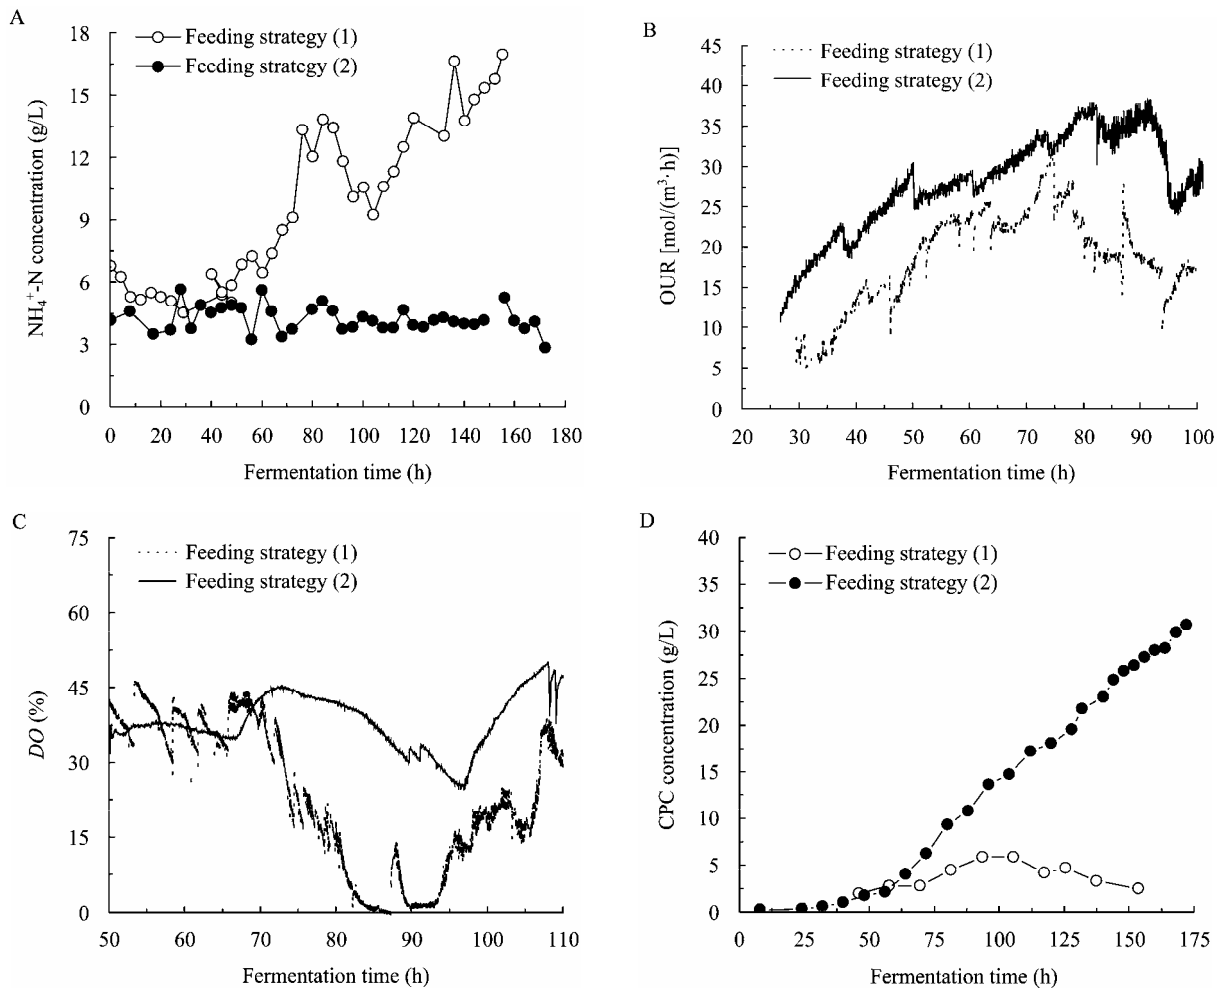 A
Feeding strategy (1)
Feeding strategy (2)
NH₄⁺-N concentration (g/L)
18
15
12
9
6
3
0
0 20 40 60 80 100 120 140 160 180
Fermentation time (h)
B
Feeding strategy (1)
Feeding strategy (2)
OUR [mol/(m³·h)]
45
40
35
30
25
20
15
10
5
0
20 30 40 50 60 70 80 90 100
Fermentation time (h)
C
Feeding strategy (1)
Feeding strategy (2)
DO (%)
75
60
45
30
15
0
50 60 70 80 90 100 110
Fermentation time (h)
D
Feeding strategy (1)
Feeding strategy (2)
CPC concentration (g/L)
40
35
30
25
20
15
10
5
0
0 25 50 75 100 125 150 175
Fermentation time (h)